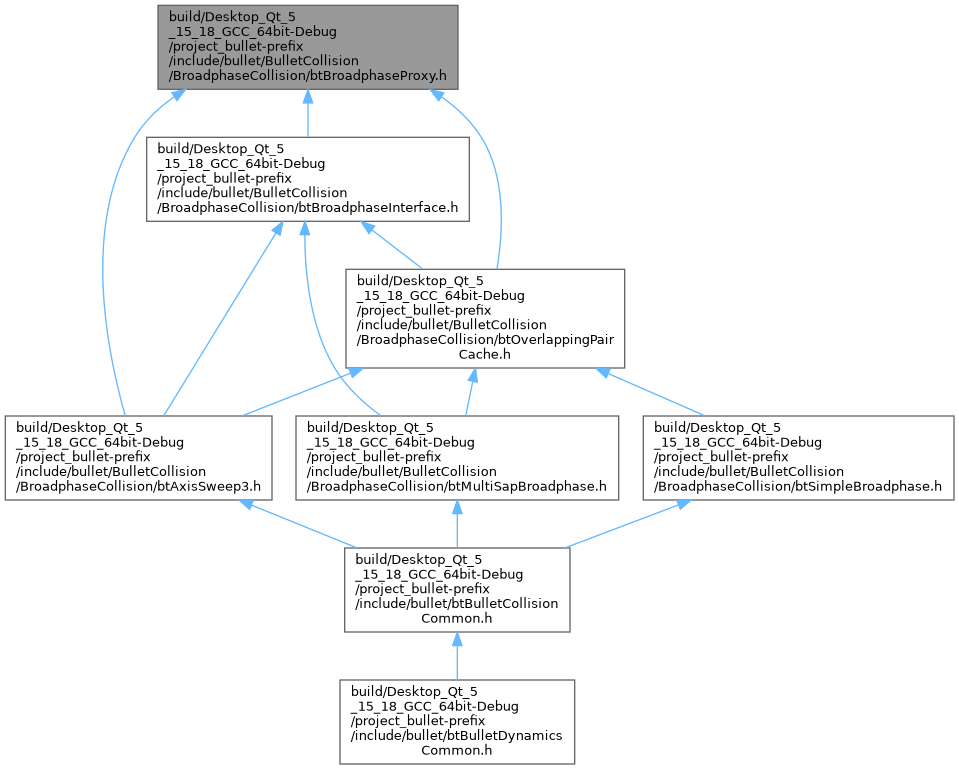 build/Desktop_Qt_5
_15_18_GCC_64bit-Debug
/project_bullet-prefix
/include/bullet/BulletCollision
/BroadphaseCollision/btBroadphaseProxy.h
build/Desktop_Qt_5
_15_18_GCC_64bit-Debug
/project_bullet-prefix
/include/bullet/BulletCollision
/BroadphaseCollision/btBroadphaseInterface.h
build/Desktop_Qt_5
_15_18_GCC_64bit-Debug
/project_bullet-prefix
/include/bullet/BulletCollision
/BroadphaseCollision/btOverlappingPair
Cache.h
build/Desktop_Qt_5
_15_18_GCC_64bit-Debug
/project_bullet-prefix
/include/bullet/BulletCollision
/BroadphaseCollision/btAxisSweep3.h
build/Desktop_Qt_5
_15_18_GCC_64bit-Debug
/project_bullet-prefix
/include/bullet/BulletCollision
/BroadphaseCollision/btMultiSapBroadphase.h
build/Desktop_Qt_5
_15_18_GCC_64bit-Debug
/project_bullet-prefix
/include/bullet/BulletCollision
/BroadphaseCollision/btSimpleBroadphase.h
build/Desktop_Qt_5
_15_18_GCC_64bit-Debug
/project_bullet-prefix
/include/bullet/btBulletCollision
Common.h
build/Desktop_Qt_5
_15_18_GCC_64bit-Debug
/project_bullet-prefix
/include/bullet/btBulletDynamics
Common.h